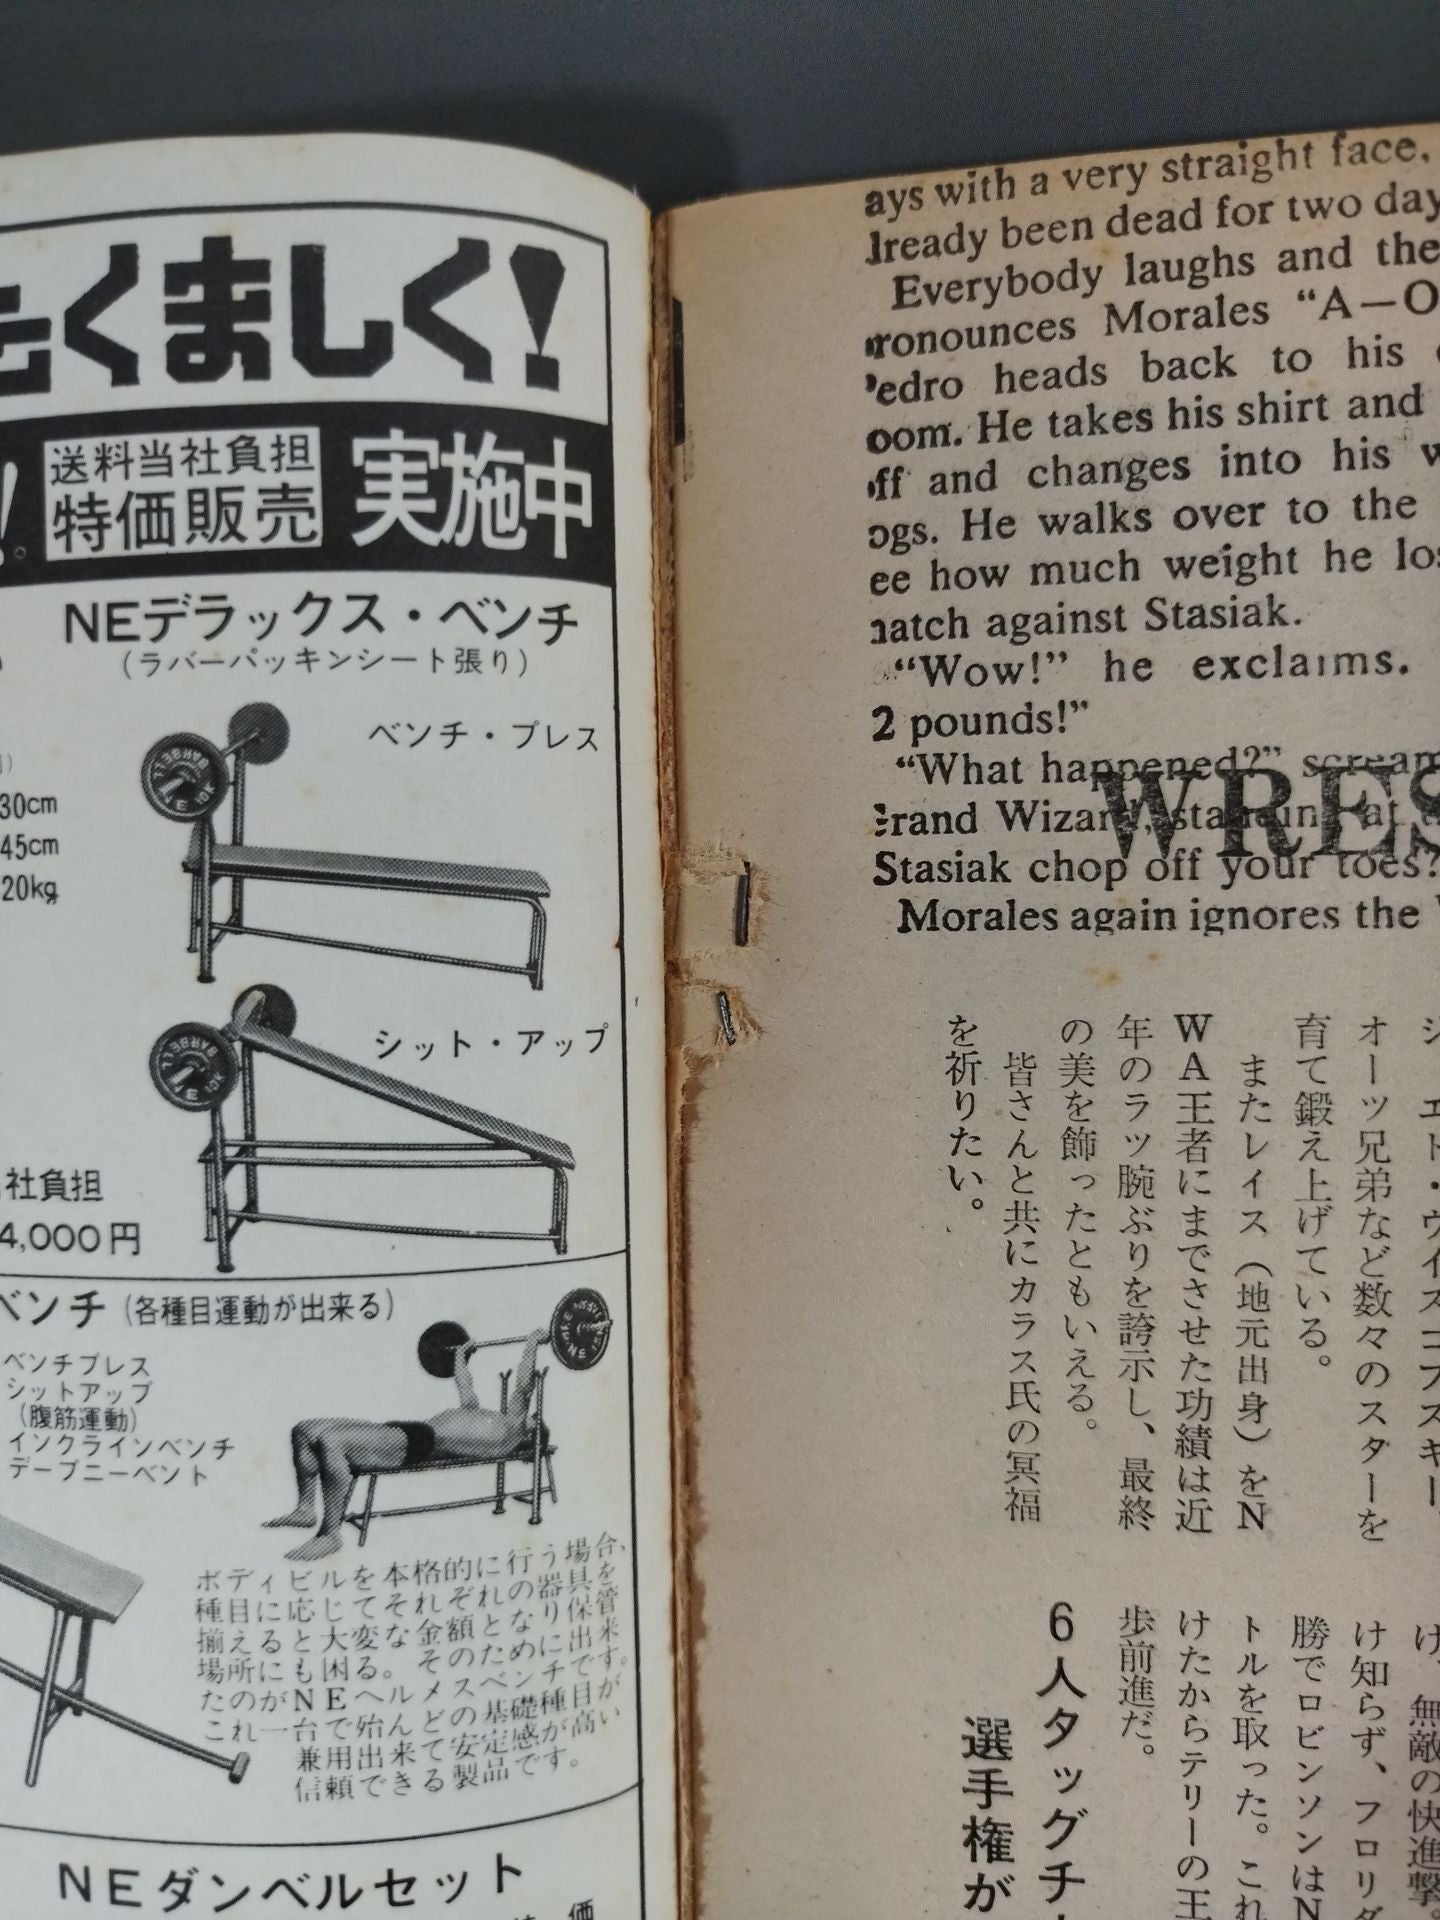 たくましく!
送料当社負担
特価販売
実施中
NEデラックス・ベンチ
(ラバーパッキンシート張り)
ベンチ・プレス
30cm
45cm
20kg
シット・アップ
社負担
4,000円
ベンチ(各種目運動が出来る)
ベンチプレス
シットアップ
(腹筋運動)
インクラインベンチ
デープニーベント
ボディビルを本格的に行う場合、
種目に応じてそれぞれの器具を
揃えると大変な金額となり保管
場所にも困る。そのために出来
たのがNEヘルメスベンチです。
これ一台で殆んどの基礎種目が
兼用出来て安定感が高い
信頼できる製品です。
NEダンベルセット
価
ays with a very straight face,
lready been dead for two day
Everybody laughs and the
ronounces Morales “A—O
edro heads back to his
oom. He takes his shirt and
ff and changes into his w
ogs. He walks over to the
ee how much weight he los
natch against Stasiak.
“Wow!” he exclaims.
2 pounds!”
“What happened?” scream
rand Wizard, standing at t
WRES
Stasiak chop off your toes?
Morales again ignores the
ジ、エド・ウイスコフスキー、
オーツ兄弟など数々のスターを
育て鍛え上げている。
またレイス(地元出身)をN
WA王者にまでさせた功績は近
年のラツ腕ぶりを誇示し、最終
の美を飾ったともいえる。
皆さんと共にカラス氏の冥福
を祈りたい。
け、無敵の快進撃。
け知らず、フロリダ
勝でロビンソンはN
トルを取った。これ
けたからテリーの王
歩前進だ。
6人タッグチ
選手権が